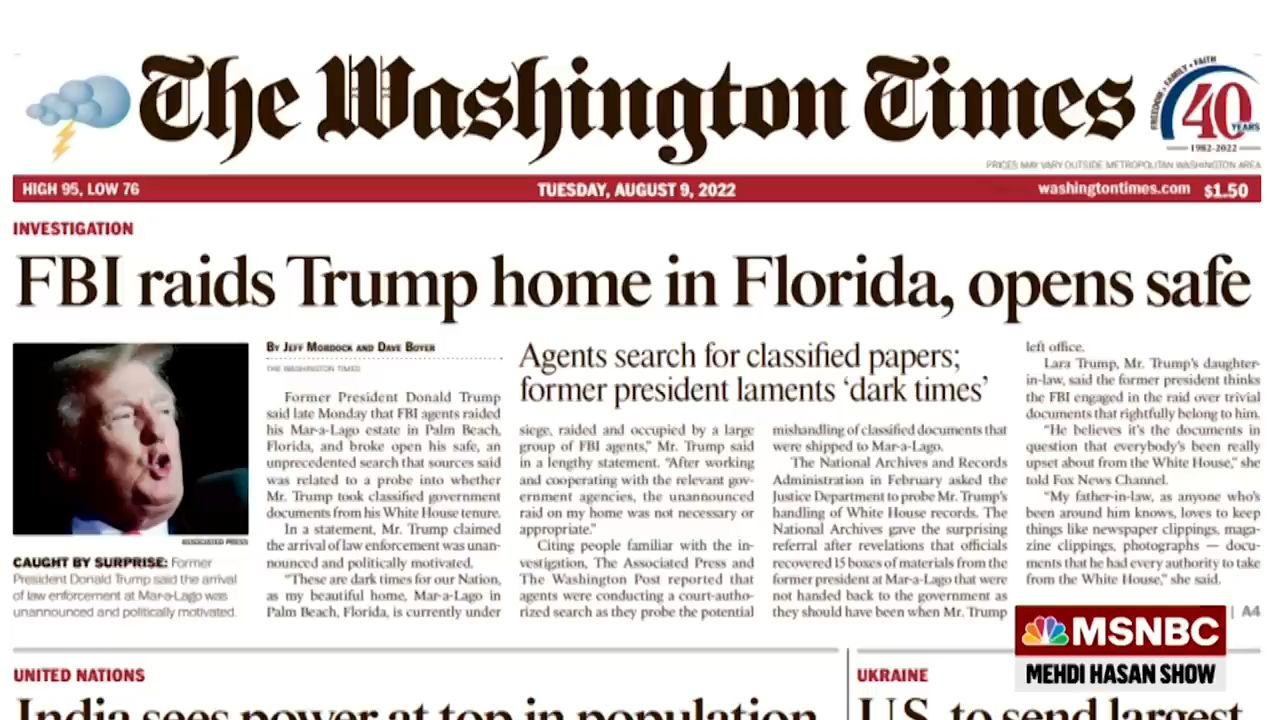 The Washington Times
FREEDOM • FAMILY • FAITH
40
YEARS
1982-2022
PRICES MAY VARY OUTSIDE METROPOLITAN WASHINGTON AREA
HIGH 95, LOW 76
TUESDAY, AUGUST 9, 2022
washingtontimes.com $1.50
INVESTIGATION
FBI raids Trump home in Florida, opens safe
ASSOCIATED PRESS
CAUGHT BY SURPRISE: Former
President Donald Trump said the arrival
of law enforcement at Mar-a-Lago was
unannounced and politically motivated.
BY JEFF MORDOCK AND DAVE BOYER
THE WASHINGTON TIMES
Former President Donald Trump
said late Monday that FBI agents raided
his Mar-a-Lago estate in Palm Beach,
Florida, and broke open his safe, an
unprecedented search that sources said
was related to a probe into whether
Mr. Trump took classified government
documents from his White House tenure.
In a statement, Mr. Trump claimed
the arrival of law enforcement was unan-
nounced and politically motivated.
“These are dark times for our Nation,
as my beautiful home, Mar-a-Lago in
Palm Beach, Florida, is currently under
Agents search for classified papers;
former president laments ‘dark times’
siege, raided and occupied by a large
group of FBI agents,” Mr. Trump said
in a lengthy statement. “After working
and cooperating with the relevant gov-
ernment agencies, the unannounced
raid on my home was not necessary or
appropriate.”
Citing people familiar with the in-
vestigation, The Associated Press and
The Washington Post reported that
agents were conducting a court-autho-
rized search as they probe the potential
mishandling of classified documents that
were shipped to Mar-a-Lago.
The National Archives and Records
Administration in February asked the
Justice Department to probe Mr. Trump’s
handling of White House records. The
National Archives gave the surprising
referral after revelations that officials
recovered 15 boxes of materials from the
former president at Mar-a-Lago that were
not handed back to the government as
they should have been when Mr. Trump
left office.
Lara Trump, Mr. Trump’s daughter-
in-law, said the former president thinks
the FBI engaged in the raid over trivial
documents that rightfully belong to him.
“He believes it’s the documents in
question that everybody’s been really
upset about from the White House,” she
told Fox News Channel.
“My father-in-law, as anyone who’s
been around him knows, loves to keep
things like newspaper clippings, maga-
zine clippings, photographs — docu-
ments that he had every authority to take
from the White House,” she said.
| A4
MSNBC
MEHDI HASAN SHOW
UNITED NATIONS
India sees power at top in population
UKRAINE
U.S. to send largest